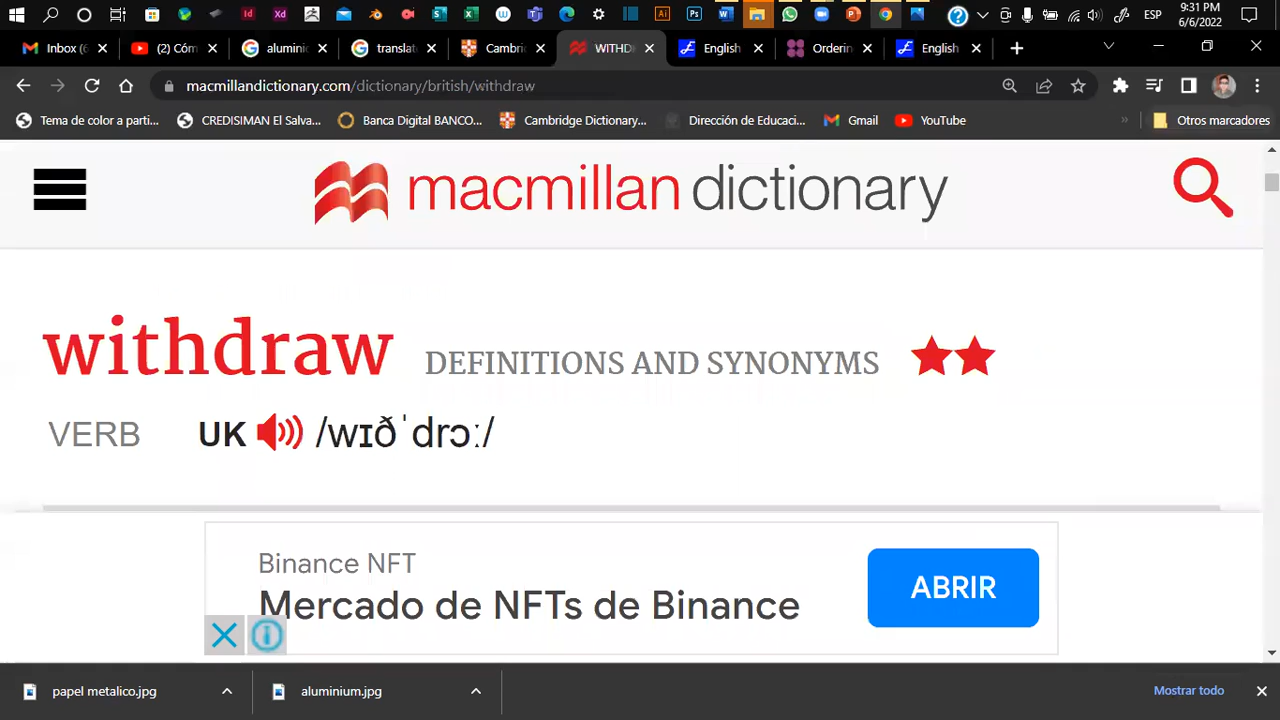 9:31 PM
ESP
6/6/2022
Inbox (6
(2) Cóm
aluminio
translat
Cambri
WITHD
English
Orderin
English
macmillandictionary.com/dictionary/british/withdraw
Tema de color a parti...
CREDISIMAN El Salva...
Banca Digital BANCO...
Cambridge Dictionary...
Dirección de Educaci...
Gmail
YouTube
»
Otros marcadores
macmillan dictionary
withdraw DEFINITIONS AND SYNONYMS
VERB UK /wɪðˈdrɔː/
Binance NFT
Mercado de NFTs de Binance
ABRIR
papel metalico.jpg
aluminium.jpg
Mostrar todo